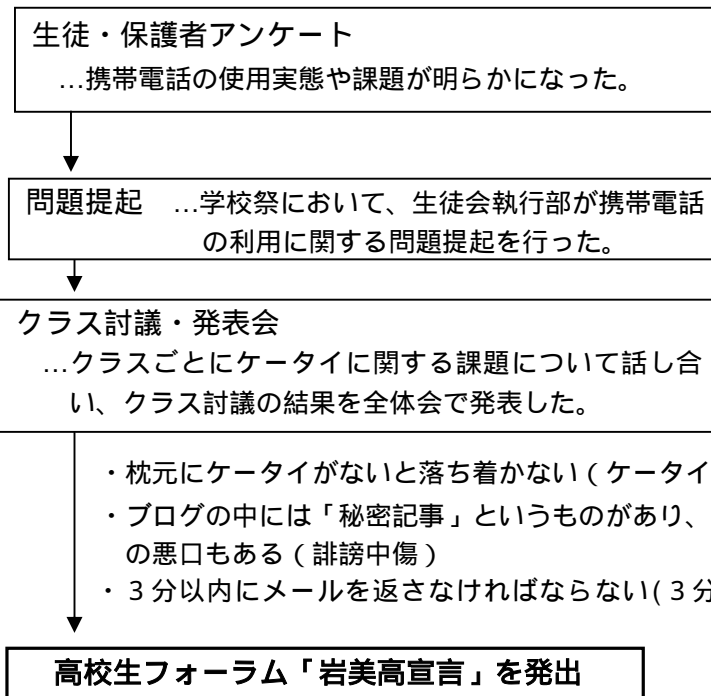 生徒・保護者アンケート
…携帯電話の使用実態や課題が明らかになった。
問題提起　…学校祭において、生徒会執行部が携帯電話
の利用に関する問題提起を行った。
クラス討議・発表会
…クラスごとにケータイに関する課題について話し合
い、クラス討議の結果を全体会で発表した。
・枕元にケータイがないと落ち着かない（ケータイ
・ブログの中には「秘密記事」というものがあり、
の悪口もある（誹謗中傷）
・３分以内にメールを返さなければならない(３分
高校生フォーラム「岩美高宣言」を発出